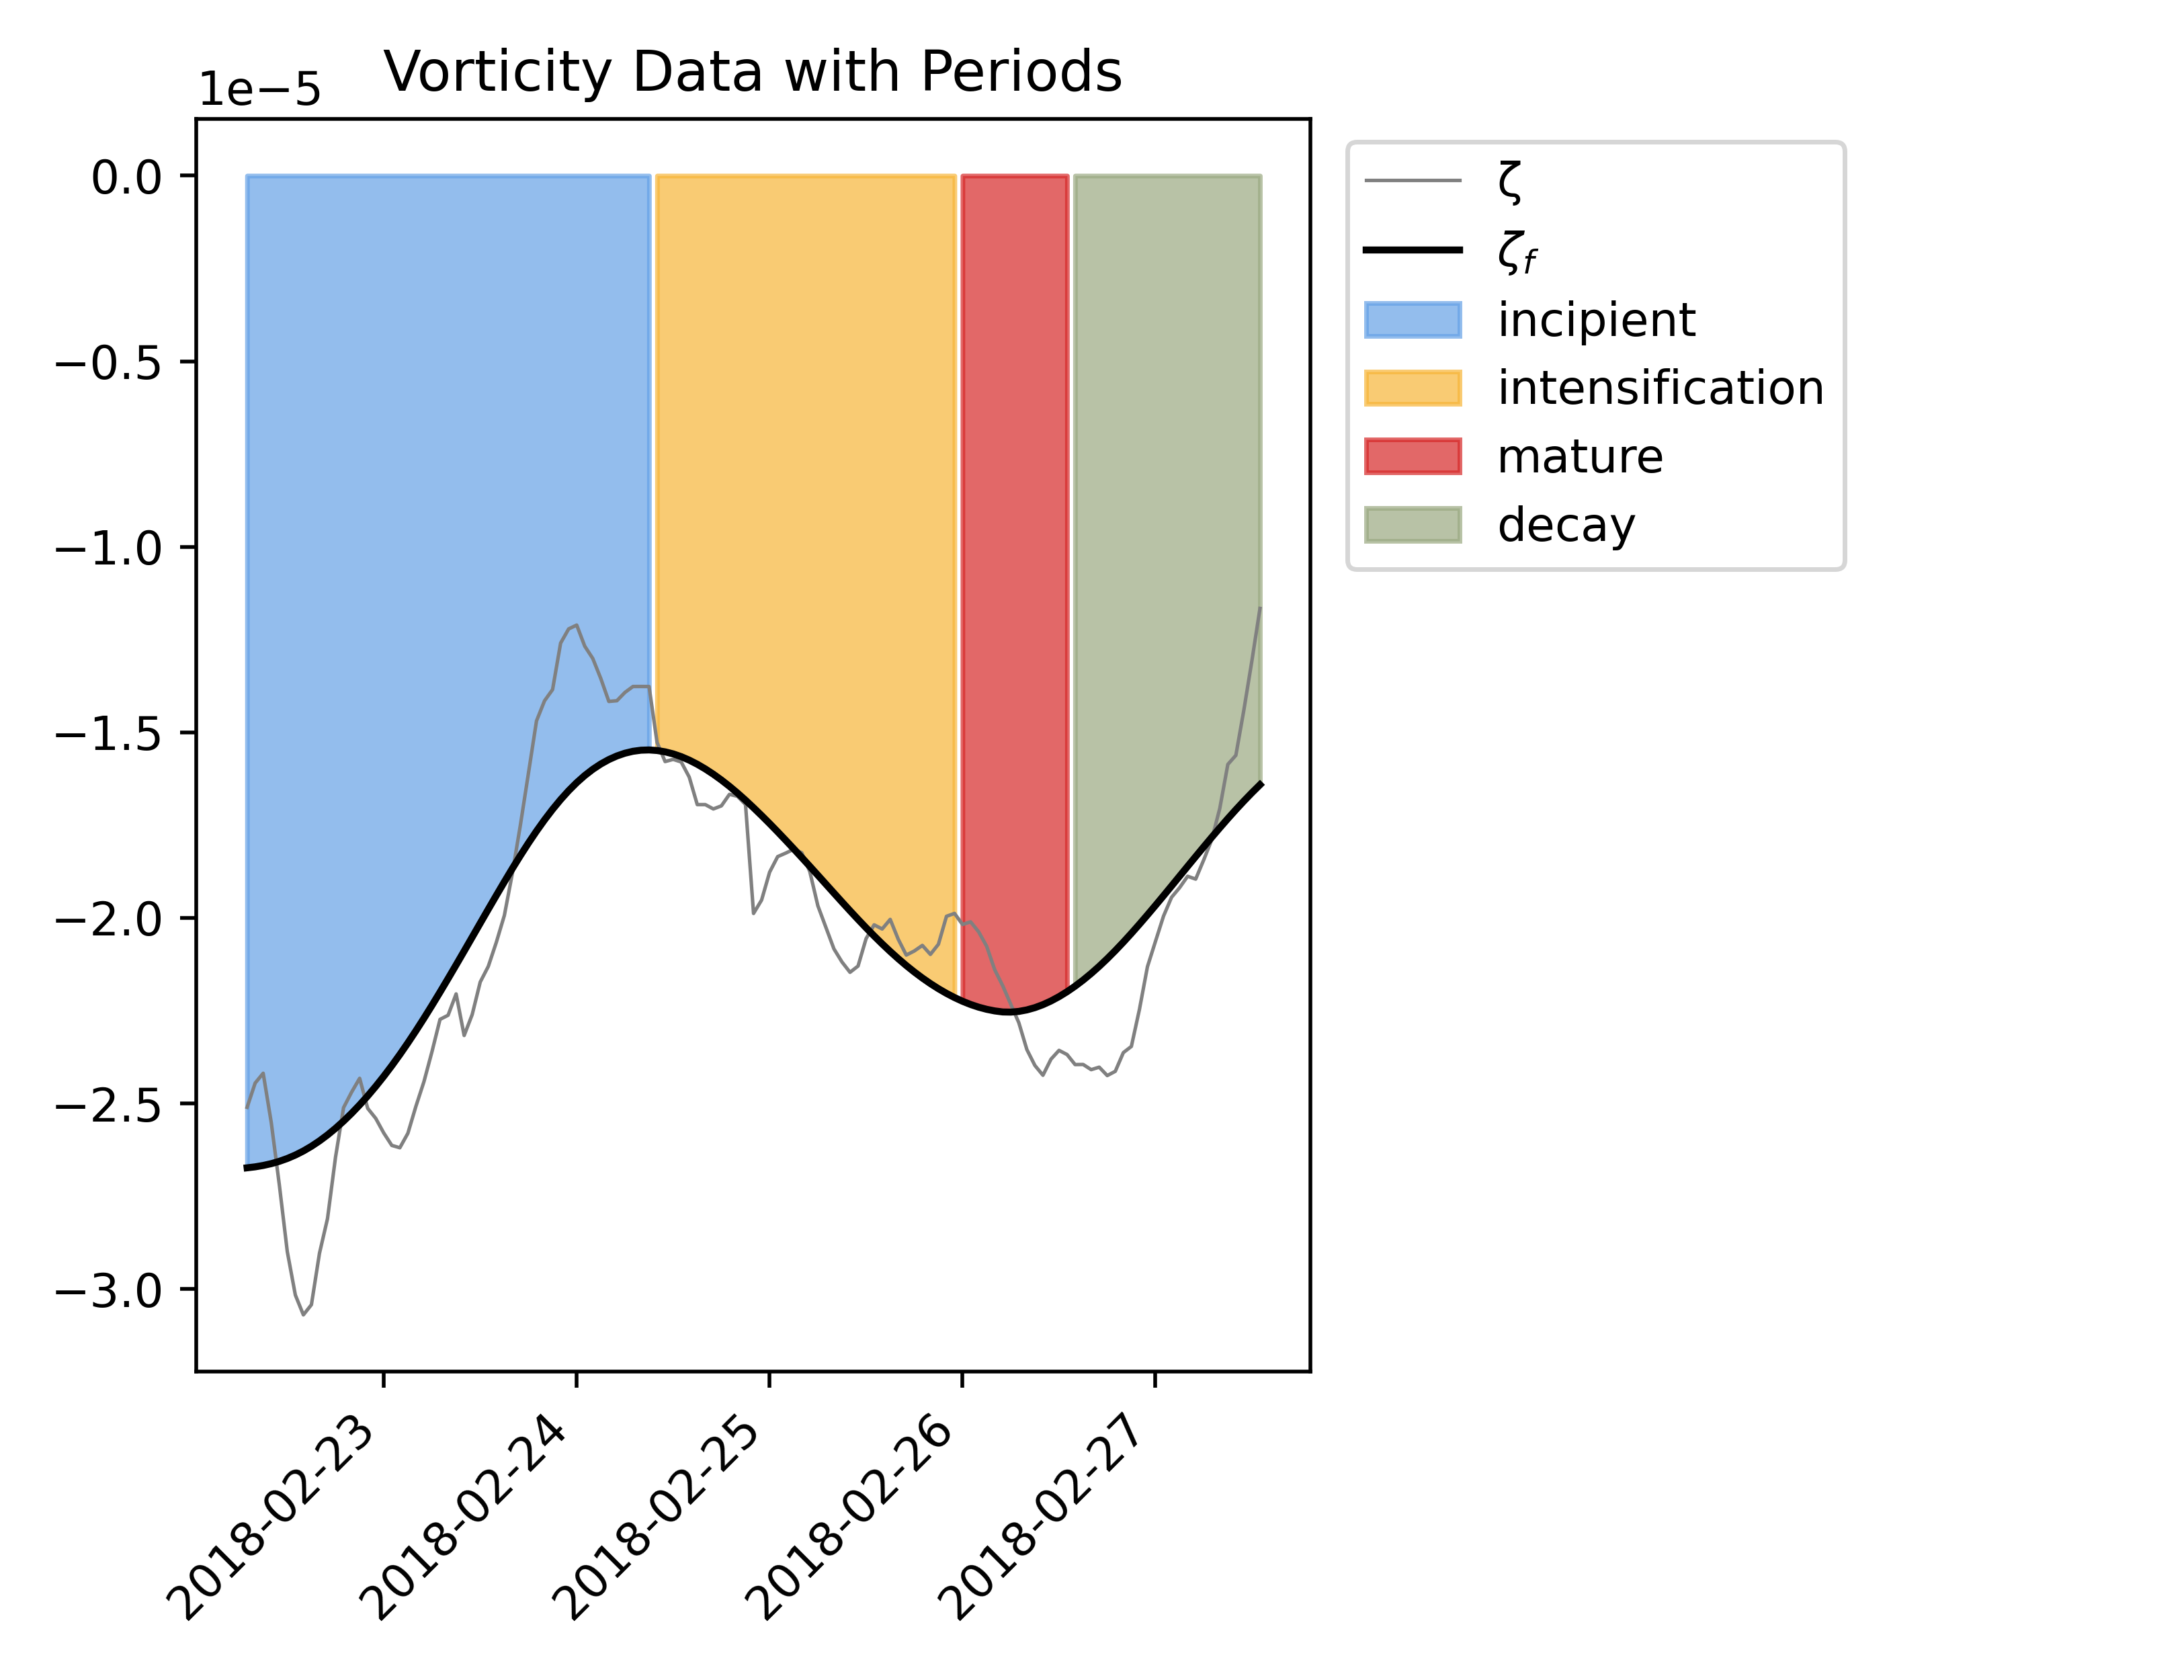 Vorticity Data with Periods
1e−5
0.0
−0.5
−1.0
−1.5
−2.0
−2.5
−3.0
2018-02-23
2018-02-24
2018-02-25
2018-02-26
2018-02-27
ζ
ζf
incipient
intensification
mature
decay